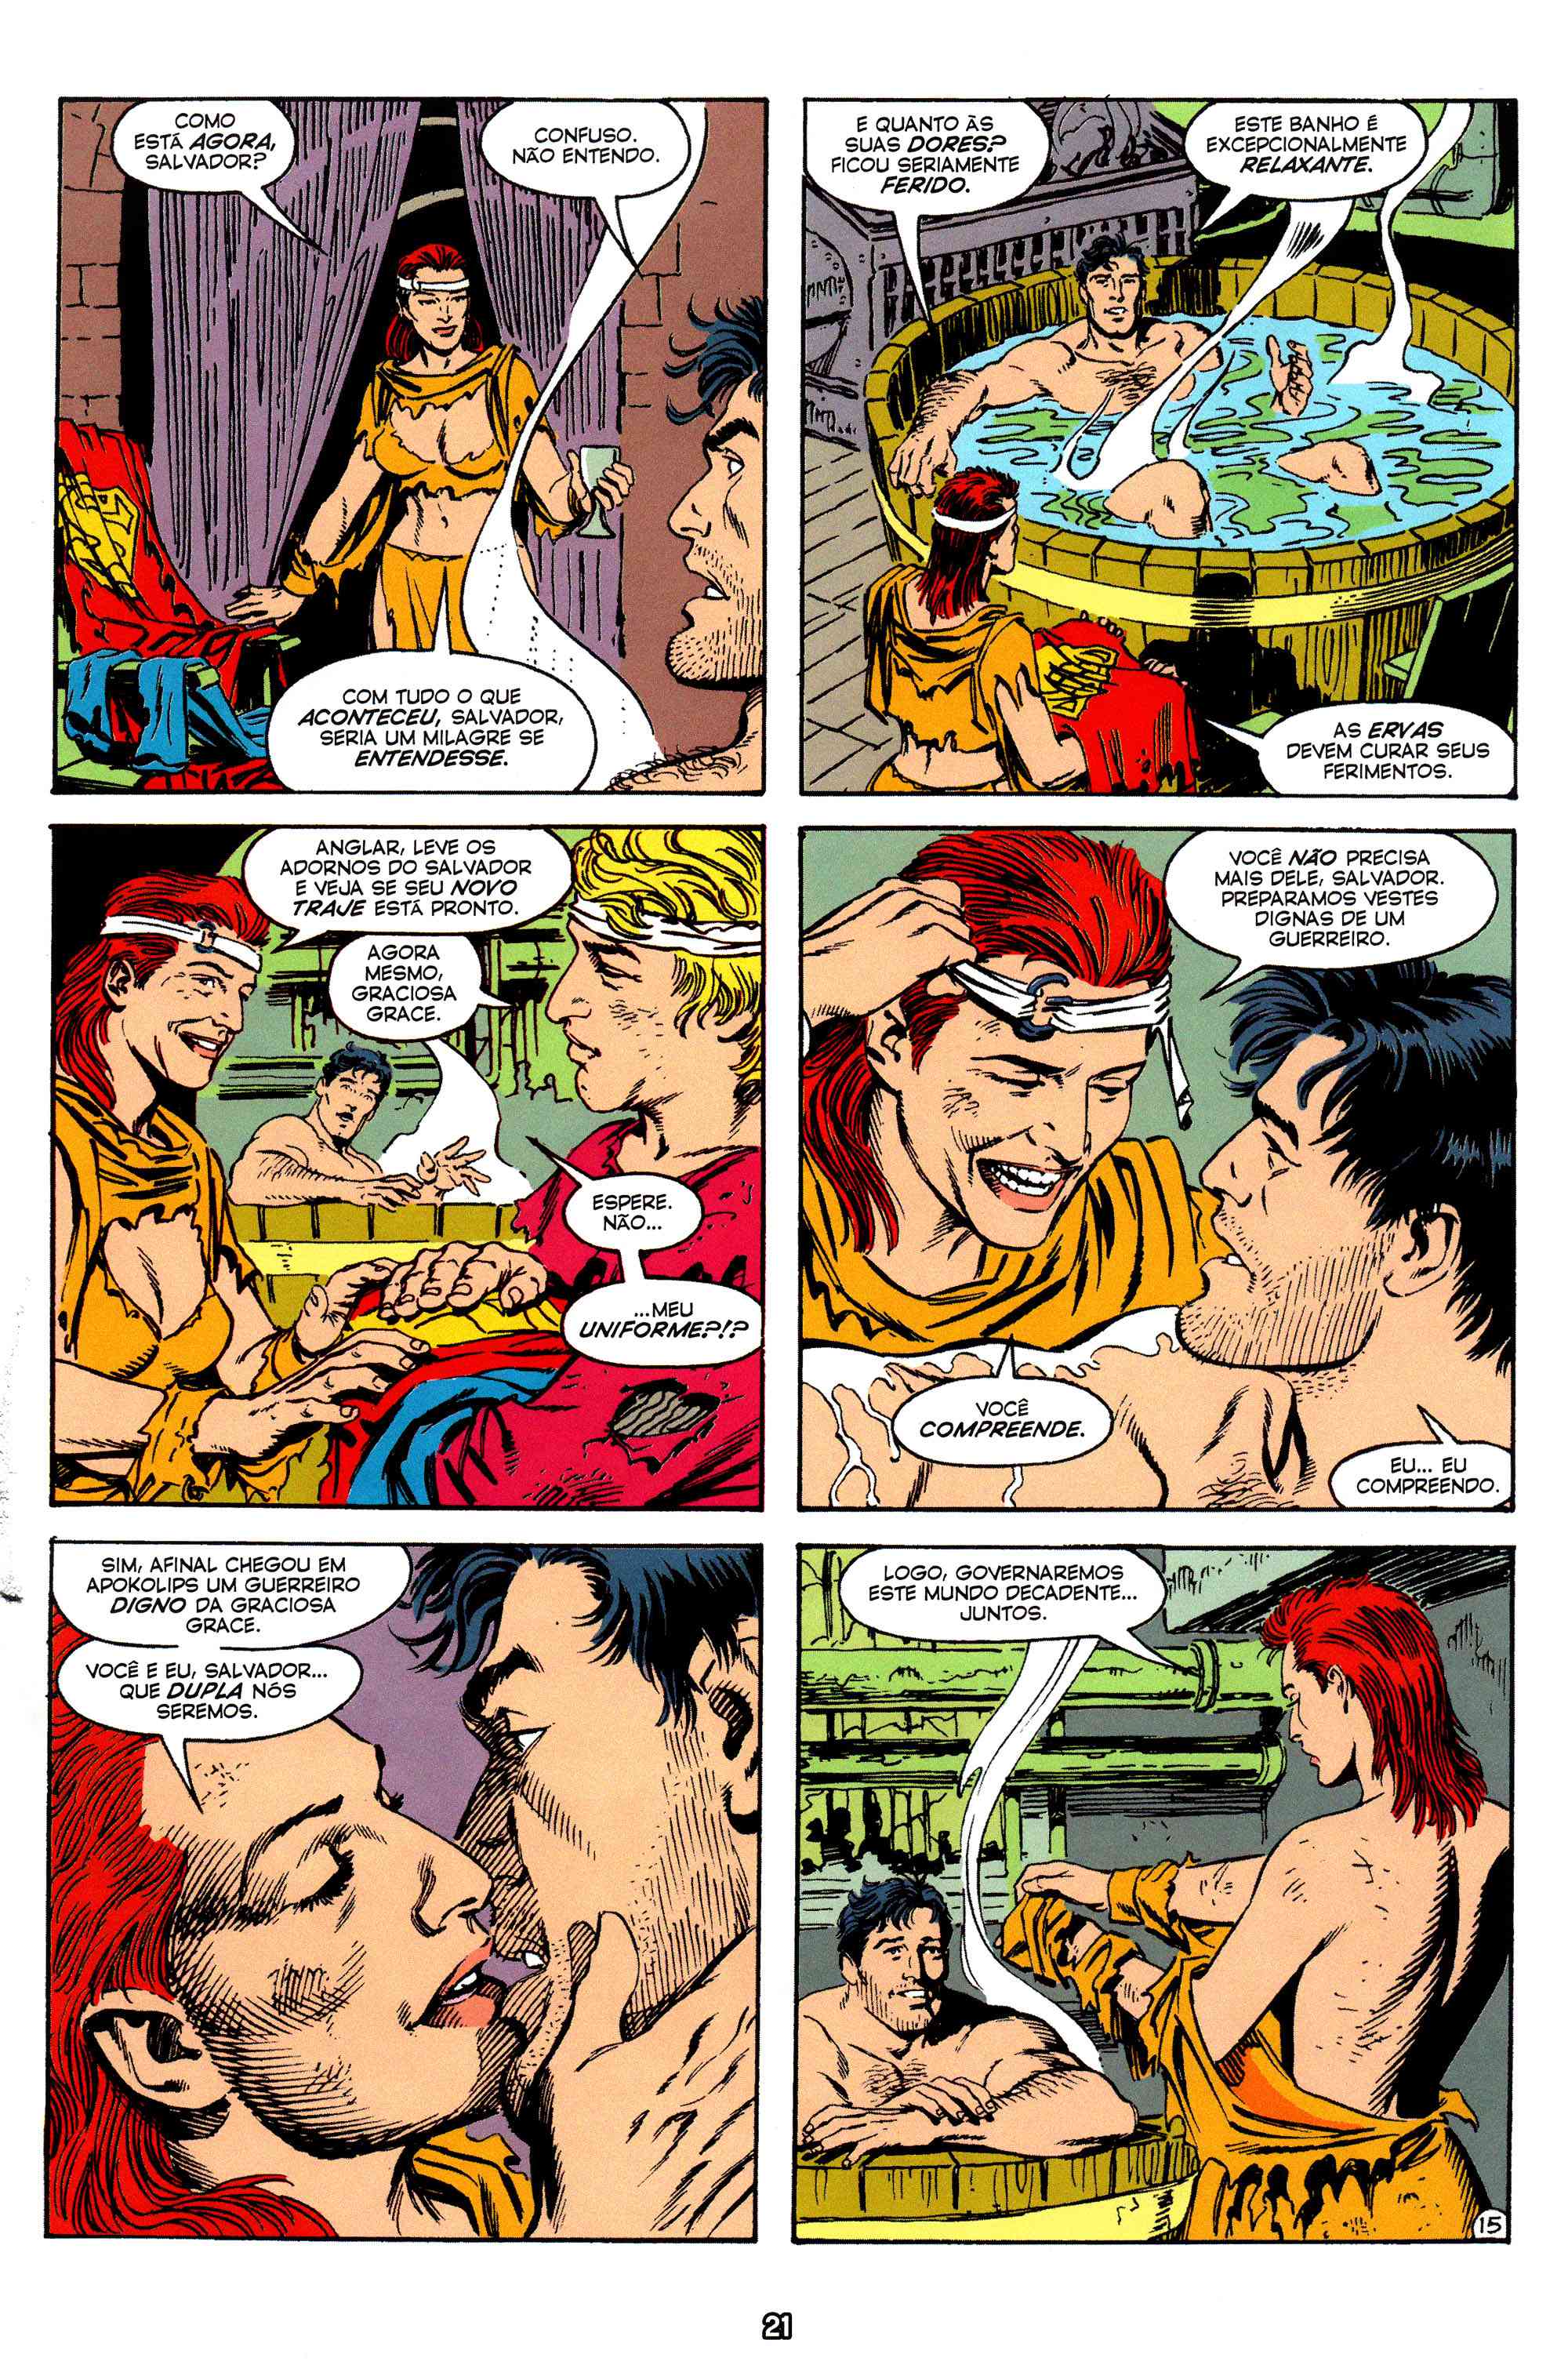 COMO
ESTÁ AGORA,
SALVADOR?
CONFUSO.
NÃO ENTENDO.
COM TUDO O QUE
ACONTECEU, SALVADOR,
SERIA UM MILAGRE SE
ENTENDESSE.
E QUANTO ÀS
SUAS DORES?
FICOU SERIAMENTE
FERIDO.
ESTE BANHO É
EXCEPCIONALMENTE
RELAXANTE.
AS ERVAS
DEVEM CURAR SEUS
FERIMENTOS.
ANGLAR, LEVE OS
ADORNOS DO SALVADOR
E VEJA SE SEU NOVO
TRAJE ESTÁ PRONTO.
AGORA
MESMO,
GRACIOSA
GRACE.
ESPERE.
NÃO...
...MEU
UNIFORME?!?
VOCÊ NÃO PRECISA
MAIS DELE, SALVADOR.
PREPARAMOS VESTES
DIGNAS DE UM
GUERREIRO.
VOCÊ
COMPREENDE.
EU... EU
COMPREENDO.
SIM, AFINAL CHEGOU EM
APOKOLIPS UM GUERREIRO
DIGNO DA GRACIOSA
GRACE.
VOCÊ E EU, SALVADOR...
QUE DUPLA NÓS
SEREMOS.
LOGO, GOVERNAREMOS
ESTE MUNDO DECADENTE...
JUNTOS.
15
21